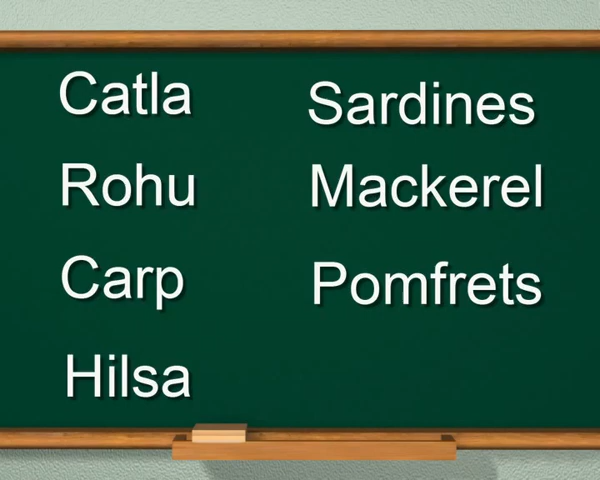 Catla
Rohu
Carp
Hilsa
Sardines
Mackerel
Pomfrets